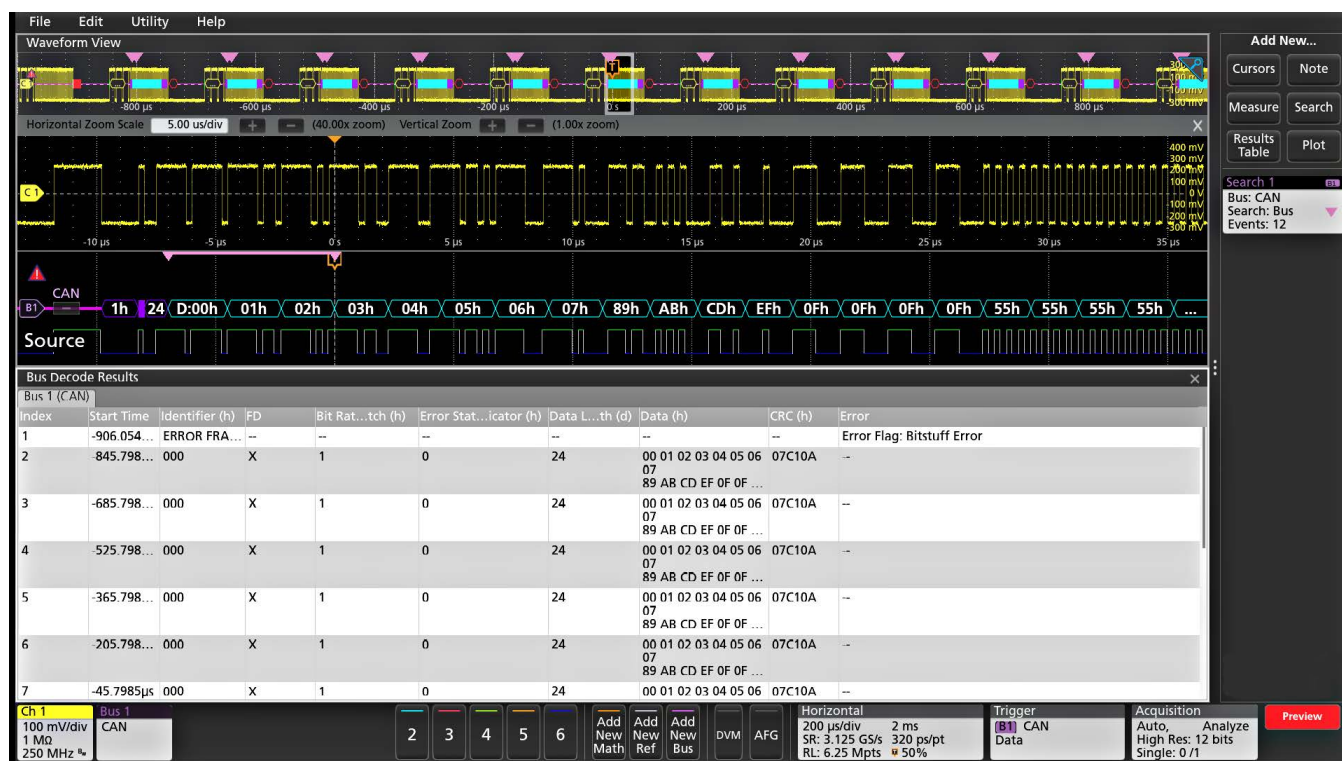 File Edit Utility Help
Waveform View
-800 µs -600 µs -400 µs -200 µs 0 s 200 µs 400 µs 600 µs 800 µs
Horizontal Zoom Scale 5.00 us/div + − (40.00x zoom) Vertical Zoom + − (1.00x zoom) X
400 mV
300 mV
200 mV
100 mV
0 V
-100 mV
-200 mV
-300 mV
C 1
-10 µs -5 µs 0 s 5 µs 10 µs 15 µs 20 µs 25 µs 30 µs 35 µs
CAN
B1 1h 24 D:00h 01h 02h 03h 04h 05h 06h 07h 89h ABh CDh EFh 0Fh 0Fh 0Fh 0Fh 55h 55h 55h 55h ...
Source
Bus Decode Results
Bus 1 (CAN)
Index Start Time Identifier (h) FD Bit Rat...tch (h) Error Stat...icator (h) Data L...th (d) Data (h) CRC (h) Error
1 -906.054... ERROR FRA... -- -- -- -- -- -- Error Flag: Bitstuff Error
2 -845.798... 000 X 1 0 24 00 01 02 03 04 05 06 07C10A --
07
89 AB CD EF 0F 0F ...
3 -685.798... 000 X 1 0 24 00 01 02 03 04 05 06 07C10A --
07
89 AB CD EF 0F 0F ...
4 -525.798... 000 X 1 0 24 00 01 02 03 04 05 06 07C10A --
07
89 AB CD EF 0F 0F ...
5 -365.798... 000 X 1 0 24 00 01 02 03 04 05 06 07C10A --
07
89 AB CD EF 0F 0F ...
6 -205.798... 000 X 1 0 24 00 01 02 03 04 05 06 07C10A --
07
89 AB CD EF 0F 0F ...
7 -45.7985µs 000 X 1 0 24 00 01 02 03 04 05 06 07C10A --
Add New...
Cursors Note
Measure Search
Results Table Plot
Search 1 B1
Bus: CAN
Search: Bus
Events: 12
Ch 1
100 mV/div
1 MΩ
250 MHz
Bus 1
CAN
2 3 4 5 6
Add New Math
Add New Ref
Add New Bus
DVM AFG
Horizontal
200 µs/div 2 ms
SR: 3.125 GS/s 320 ps/pt
RL: 6.25 Mpts 50%
Trigger
B1 CAN
Data
Acquisition
Auto, Analyze
High Res: 12 bits
Single: 0 /1
Preview